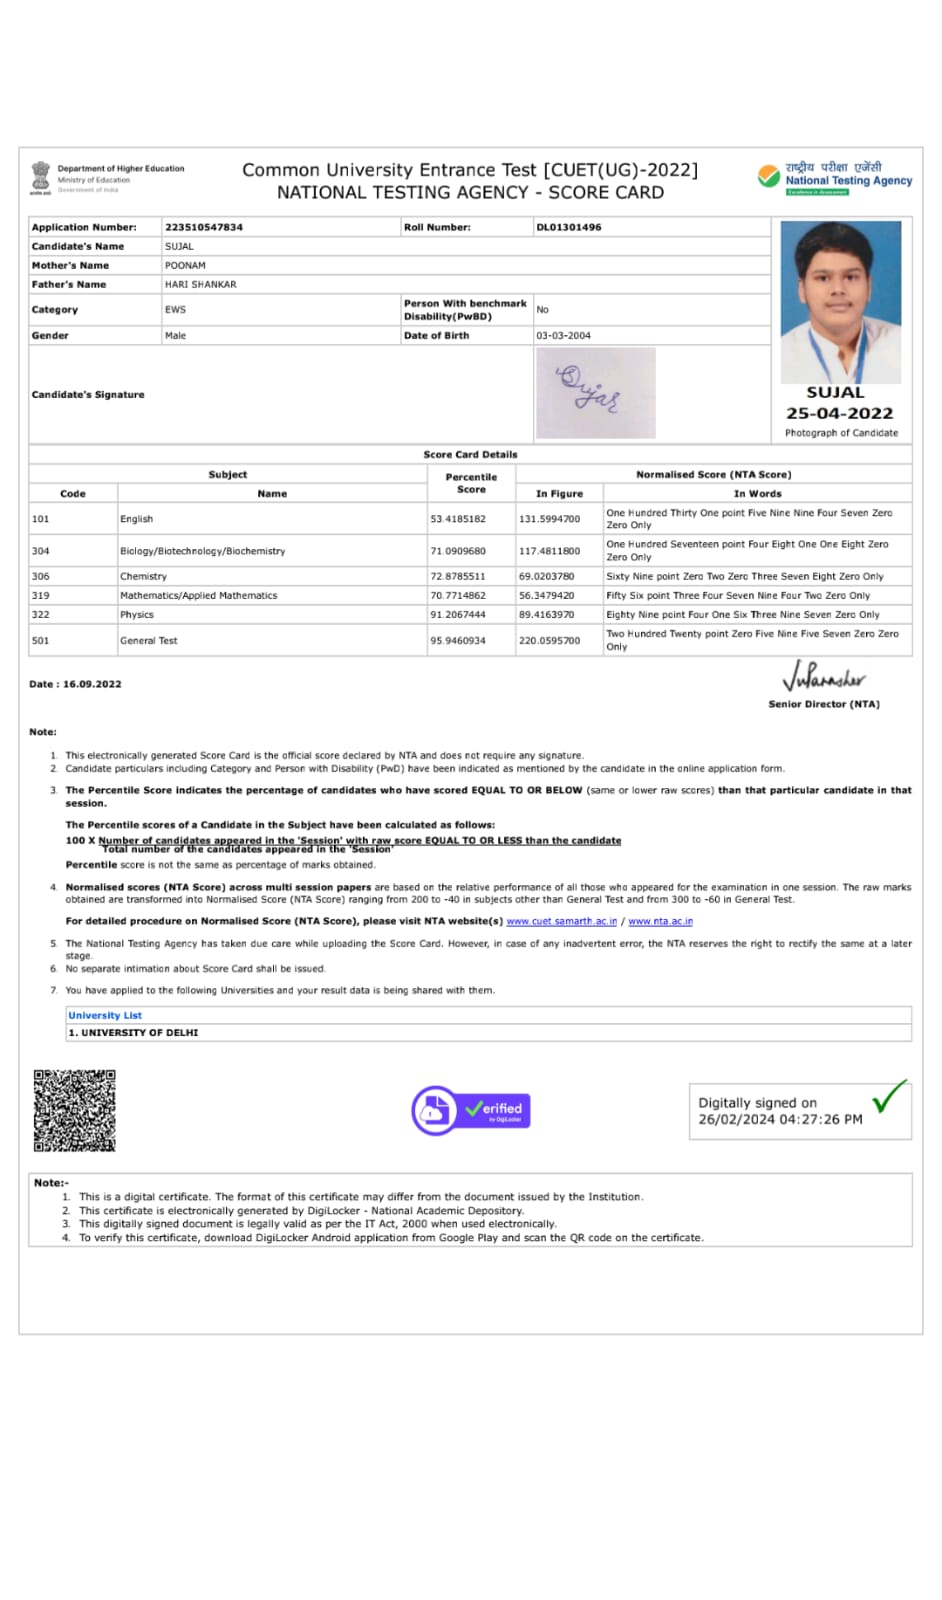 Department of Higher Education
Ministry of Education
Government of India
Common University Entrance Test [CUET(UG)-2022]
NATIONAL TESTING AGENCY - SCORE CARD
राष्ट्रीय परीक्षा एजेंसी
National Testing Agency
Excellence in Assessment
Application Number: 223510547834 Roll Number: DL01301496
Candidate's Name SUJAL
Mother's Name POONAM
Father's Name HARI SHANKAR
Category EWS Person With benchmark Disability(PwBD) No
Gender Male Date of Birth 03-03-2004
Candidate's Signature
Sujal
SUJAL
25-04-2022
Photograph of Candidate
Score Card Details
Subject Percentile Score Normalised Score (NTA Score)
Code Name In Figure In Words
101 English 53.4185182 131.5994700 One Hundred Thirty One point Five Nine Nine Four Seven Zero Zero Only
304 Biology/Biotechnology/Biochemistry 71.0909680 117.4811800 One Hundred Seventeen point Four Eight One One Eight Zero Zero Only
306 Chemistry 72.8785511 69.0203780 Sixty Nine point Zero Two Zero Three Seven Eight Zero Only
319 Mathematics/Applied Mathematics 70.7714862 56.3479420 Fifty Six point Three Four Seven Nine Four Two Zero Only
322 Physics 91.2067444 89.4163970 Eighty Nine point Four One Six Three Nine Seven Zero Only
501 General Test 95.9460934 220.0595700 Two Hundred Twenty point Zero Five Nine Five Seven Zero Zero Only
Date : 16.09.2022
Senior Director (NTA)
Note:
1. This electronically generated Score Card is the official score declared by NTA and does not require any signature.
2. Candidate particulars including Category and Person with Disability (PwD) have been indicated as mentioned by the candidate in the online application form.
3. The Percentile Score indicates the percentage of candidates who have scored EQUAL TO OR BELOW (same or lower raw scores) than that particular candidate in that
session.
The Percentile scores of a Candidate in the Subject have been calculated as follows:
100 X Number of candidates appeared in the 'Session' with raw score EQUAL TO OR LESS than the candidate
Total number of the candidates appeared in the 'Session'
Percentile score is not the same as percentage of marks obtained.
4. Normalised scores (NTA Score) across multi session papers are based on the relative performance of all those who appeared for the examination in one session. The raw marks
obtained are transformed into Normalised Score (NTA Score) ranging from 200 to -40 in subjects other than General Test and from 300 to -60 in General Test.
For detailed procedure on Normalised Score (NTA Score), please visit NTA website(s) www.cuet.samarth.ac.in / www.nta.ac.in
5. The National Testing Agency has taken due care while uploading the Score Card. However, in case of any inadvertent error, the NTA reserves the right to rectify the same at a later
stage.
6. No separate intimation about Score Card shall be issued.
7. You have applied to the following Universities and your result data is being shared with them.
University List
1. UNIVERSITY OF DELHI
Verified
by DigiLocker
Digitally signed on
26/02/2024 04:27:26 PM
Note:-
1. This is a digital certificate. The format of this certificate may differ from the document issued by the Institution.
2. This certificate is electronically generated by DigiLocker - National Academic Depository.
3. This digitally signed document is legally valid as per the IT Act, 2000 when used electronically.
4. To verify this certificate, download DigiLocker Android application from Google Play and scan the QR code on the certificate.